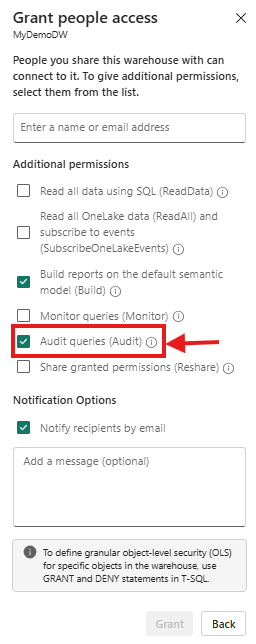 Grant people access
MyDemoDW
People you share this warehouse with can
connect to it. To give additional permissions,
select them from the list.
Enter a name or email address
Additional permissions
Read all data using SQL (ReadData)
Read all OneLake data (ReadAll) and
subscribe to events
(SubscribeOneLakeEvents)
Build reports on the default semantic
model (Build)
Monitor queries (Monitor)
Audit queries (Audit)
Share granted permissions (Reshare)
Notification Options
Notify recipients by email
Add a message (optional)
To define granular object-level security (OLS)
for specific objects in the warehouse, use
GRANT and DENY statements in T-SQL.
Grant
Back